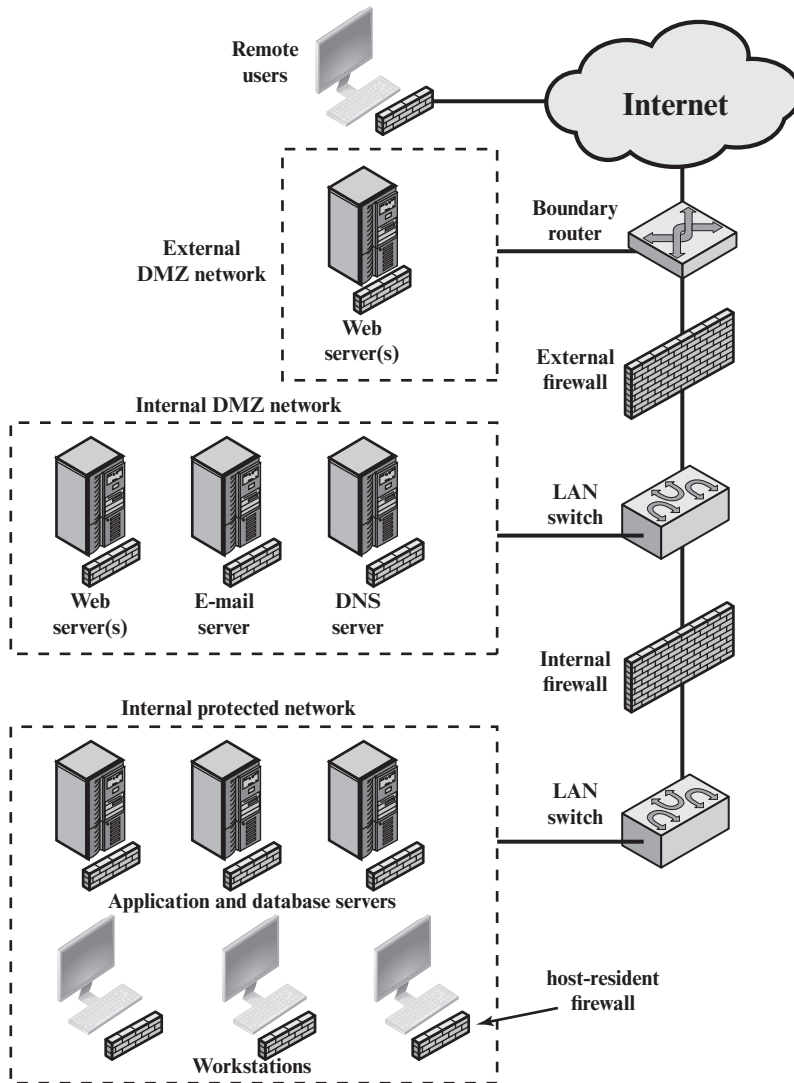 Remote
users
Internet
Boundary
router
External
DMZ network
Web
server(s)
External
firewall
Internal DMZ network
LAN
switch
Web
server(s)
E-mail
server
DNS
server
Internal
firewall
Internal protected network
LAN
switch
Application and database servers
host-resident
firewall
Workstations